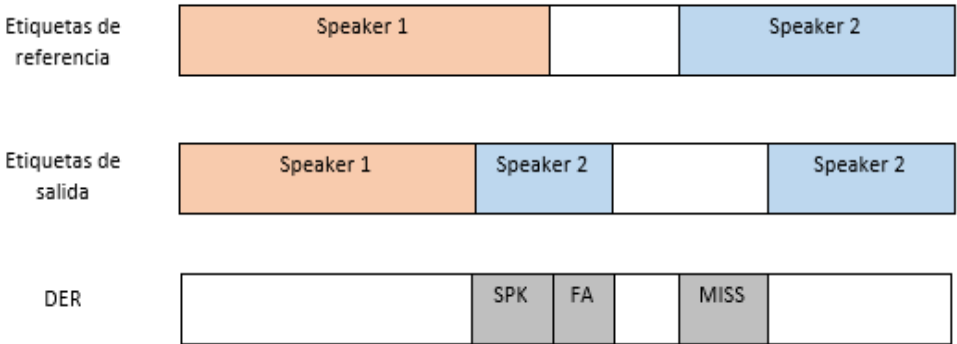 Etiquetas de
referencia
Speaker 1
Speaker 2
Etiquetas de
salida
Speaker 1
Speaker 2
Speaker 2
DER
SPK
FA
MISS